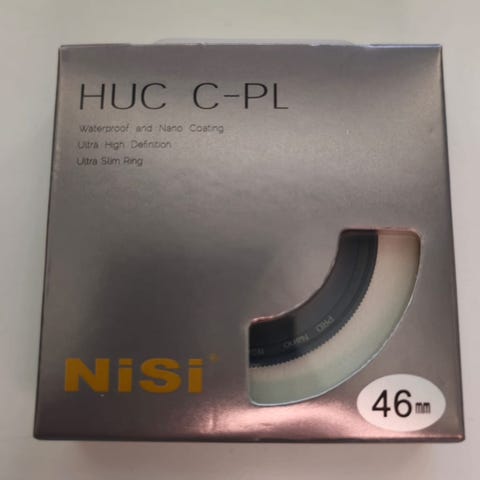 HUC C-PL
Waterproof and Nano Coating
Ultra High Definition
Ultra Slim Ring
PRO Nano
NiSi®
46mm